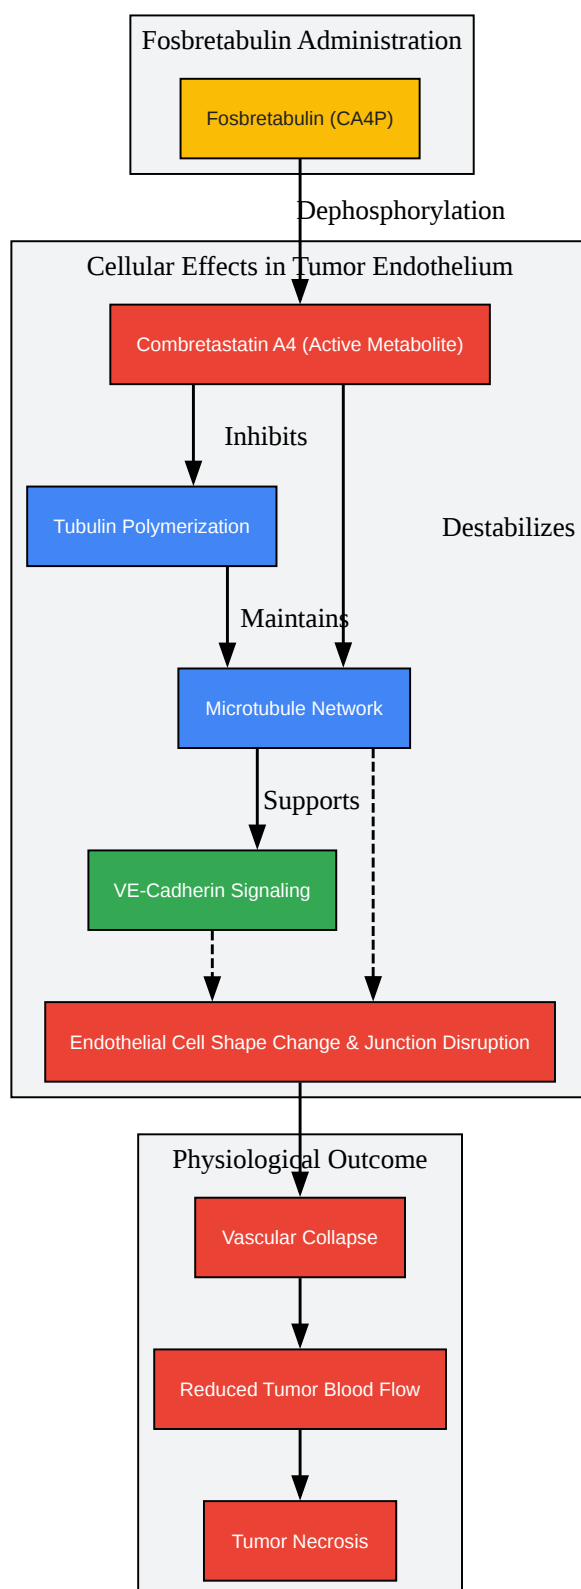 Fosbretabulin Administration
Fosbretabulin (CA4P)
Dephosphorylation
Cellular Effects in Tumor Endothelium
Combretastatin A4 (Active Metabolite)
Inhibits
Tubulin Polymerization
Destabilizes
Maintains
Microtubule Network
Supports
VE-Cadherin Signaling
Endothelial Cell Shape Change & Junction Disruption
Physiological Outcome
Vascular Collapse
Reduced Tumor Blood Flow
Tumor Necrosis